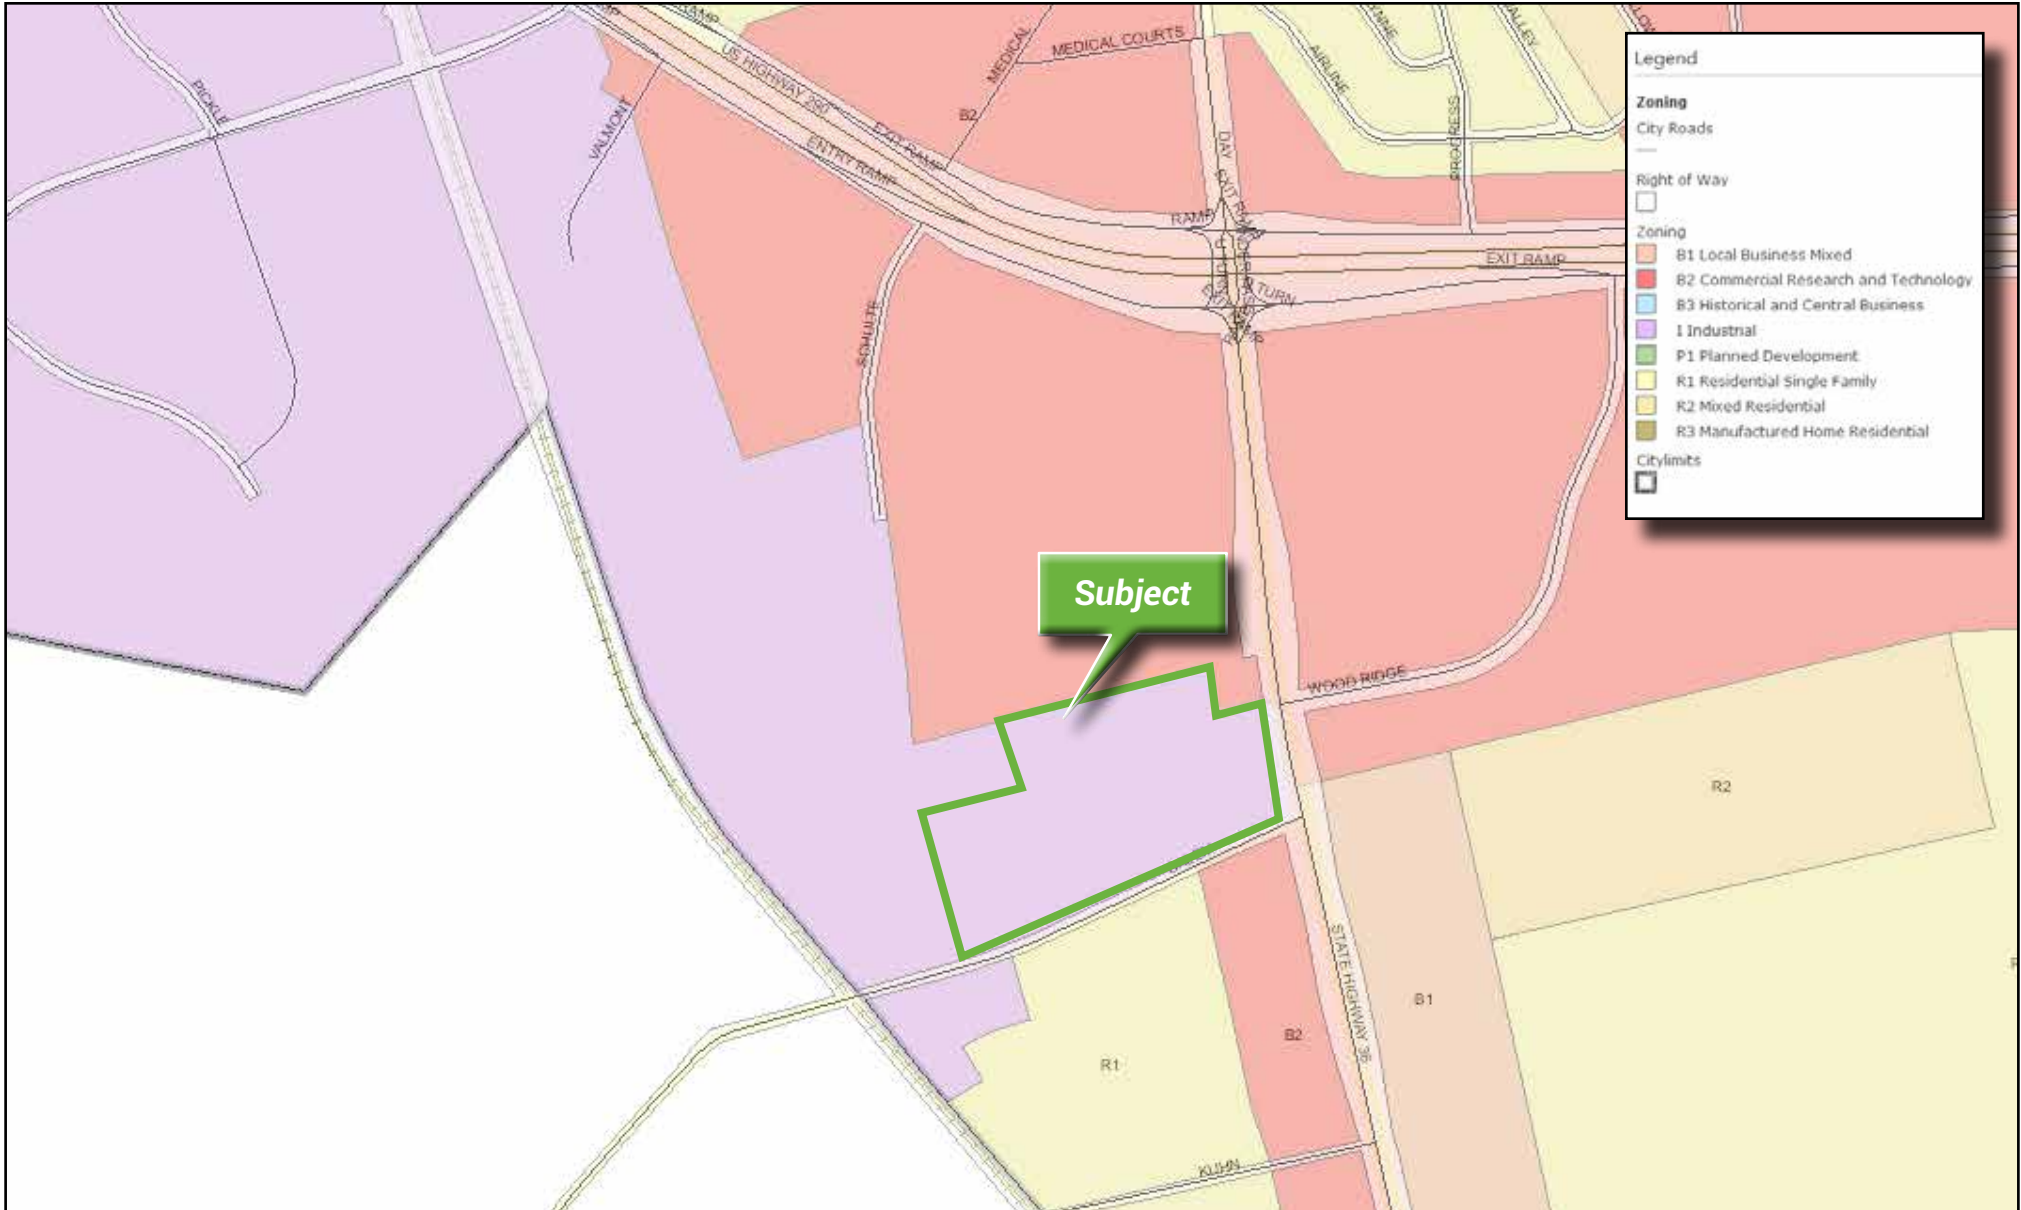 RAMP
US HIGHWAY 290
MEDICAL
MEDICAL COURTS
AIRLINE
PICKLE
VALMONT
B2
EXIT RAMP
ENTRY RAMP
DAY
PROGRESS
RAMP
EXIT RAMP
SCHULTE
Subject
WOOD RIDGE
R2
STATE HIGHWAY 36
B1
B2
R1
KUHN
Legend
Zoning
City Roads
Right of Way
Zoning
B1 Local Business Mixed
B2 Commercial Research and Technology
B3 Historical and Central Business
I Industrial
P1 Planned Development
R1 Residential Single Family
R2 Mixed Residential
R3 Manufactured Home Residential
Citylimits